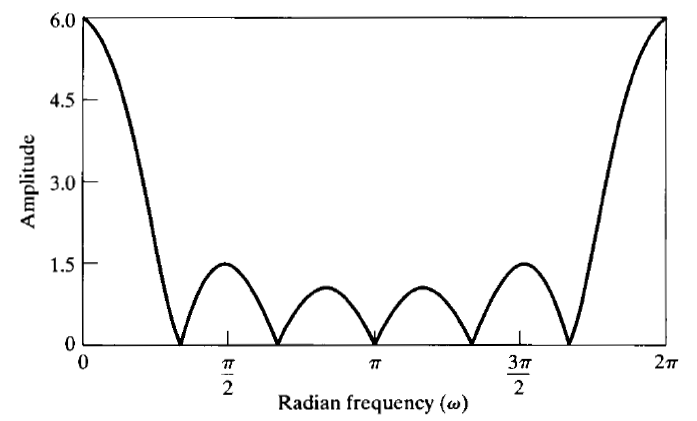 6.0
4.5
3.0
1.5
0
Amplitude
0
π/2
π
3π/2
2π
Radian frequency (ω)